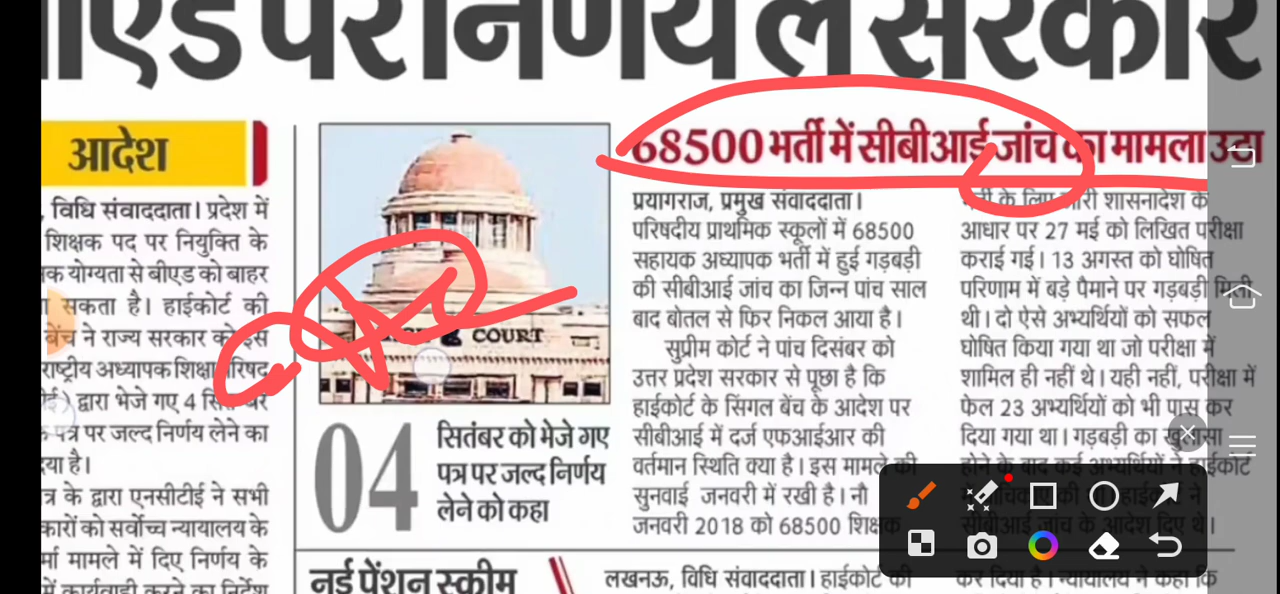 पर निर्णय ले सरकार
आदेश
, विधि संवाददाता। प्रदेश में
शिक्षक पद पर नियुक्ति के
योग्यता से बीएड को बाहर
सकता है। हाईकोर्ट की
बेंच ने राज्य सरकार को इस
राष्ट्रीय अध्यापक शिक्षा
द्वारा भेजे गए 4
पत्र पर जल्द निर्णय लेने का
है।
के द्वारा एनसीटीई ने सभी
को सर्वोच्च न्यायालय के
मामले में दिए निर्णय के
में कार्यवाही करने का निर्देश
COURT
04
सितंबर को भेजे गए
पत्र पर जल्द निर्णय
लेने को कहा
नई पेंशन स्कीम
68500 भर्ती में सीबीआई जांच का मामला उठा
प्रयागराज, प्रमुख संवाददाता।
परिषदीय प्राथमिक स्कूलों में 68500
सहायक अध्यापक भर्ती में हुई गड़बड़ी
की सीबीआई जांच का जिन्न पांच साल
बाद बोतल से फिर निकल आया है।
सुप्रीम कोर्ट ने पांच दिसंबर को
उत्तर प्रदेश सरकार से पूछा है कि
हाईकोर्ट के सिंगल बेंच के आदेश पर
सीबीआई में दर्ज एफआईआर की
वर्तमान स्थिति क्या है। इस मामले की
सुनवाई जनवरी में रखी है। नौ
जनवरी 2018 को 68500 शिक्षक
के लिए जारी शासनादेश के
आधार पर 27 मई को लिखित परीक्षा
कराई गई। 13 अगस्त को घोषित
परिणाम में बड़े पैमाने पर गड़बड़ी मिली
थी। दो ऐसे अभ्यर्थियों को सफल
घोषित किया गया था जो परीक्षा में
शामिल ही नहीं थे। यही नहीं, परीक्षा में
फेल 23 अभ्यर्थियों को भी पास कर
दिया गया था। गड़बड़ी का खुलासा
होने के बाद कई अभ्यर्थियों ने हाईकोर्ट
में याचिकाएं की थी। हाईकोर्ट ने
सीबीआई जांच के आदेश दिए थे।
लखनऊ, विधि संवाददाता। हाईकोर्ट की
कर दिया है। न्यायालय ने कहा कि